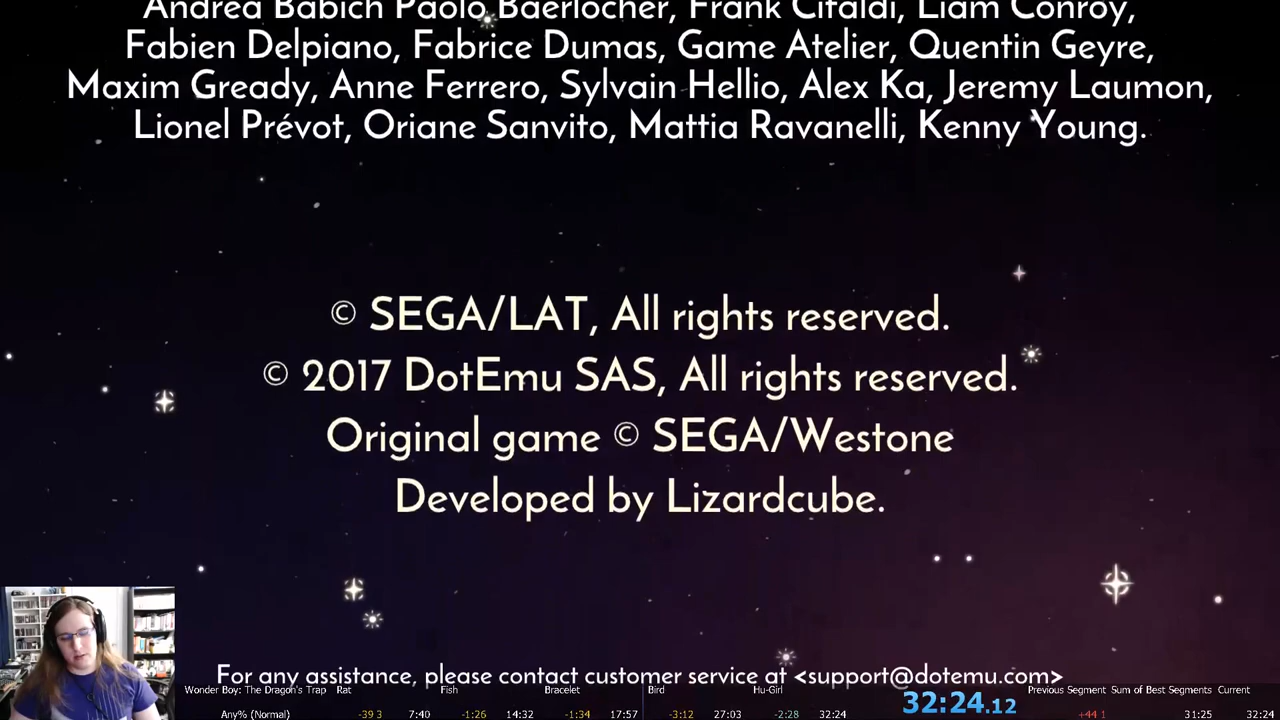 Andrea Babich Paolo Baerlocher, Frank Cifaldi, Liam Conroy,
Fabien Delpiano, Fabrice Dumas, Game Atelier, Quentin Geyre,
Maxim Gready, Anne Ferrero, Sylvain Hellio, Alex Ka, Jeremy Laumon,
Lionel Prévot, Oriane Sanvito, Mattia Ravanelli, Kenny Young.
© SEGA/LAT, All rights reserved.
© 2017 DotEmu SAS, All rights reserved.
Original game © SEGA/Westone
Developed by Lizardcube.
For any assistance, please contact customer service at <support@dotemu.com>
Wonder Boy: The Dragon's Trap Rat Fish Bracelet Bird Hu-Girl 32:24.12 Previous Segment Sum of Best Segments Current
Any% (Normal) -39.3 7:40 -1:26 14:32 -1:34 17:57 -3:12 27:03 -2:28 32:24 +44.1 31:25 32:24